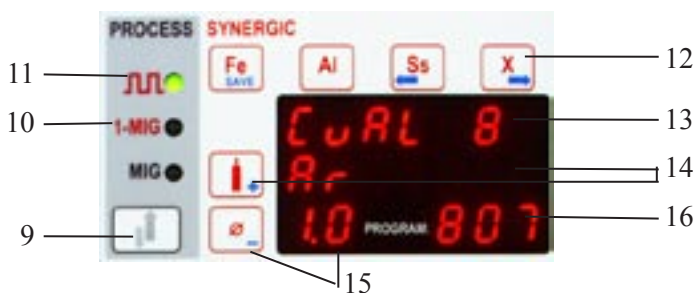 PROCESS SYNERGIC
Fe Al Ss X
SAVE
11
12
10
1-MIG
CuAL 8
13
MIG
Ar
14
9
1.0 PROGRAM: 807
16
ø
15